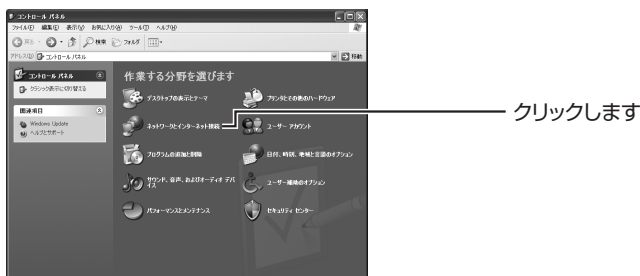 コントロール パネル
ファイル(F) 編集(E) 表示(V) お気に入り(A) ツール(T) ヘルプ(H)
戻る 検索 フォルダ
アドレス(D) コントロール パネル 移動
コントロール パネル
クラシック表示に切り替える
関連項目
Windows Update
ヘルプとサポート
作業する分野を選びます
デスクトップの表示とテーマ
プリンタとその他のハードウェア
ネットワークとインターネット接続
ユーザー アカウント
プログラムの追加と削除
日付、時刻、地域と言語のオプション
サウンド、音声、およびオーディオ デバイス
ユーザー補助のオプション
パフォーマンスとメンテナンス
セキュリティ センター
クリックします